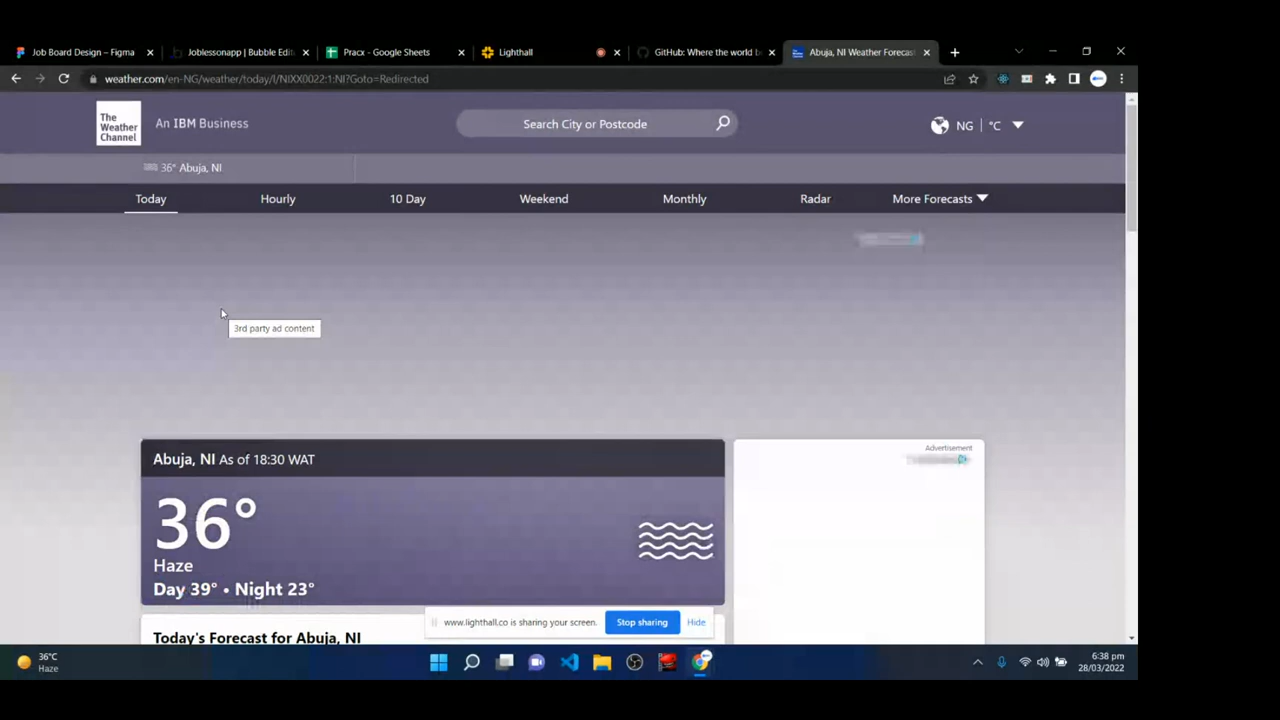 Job Board Design – Figma
Joblessonapp | Bubble Edit
Pracx - Google Sheets
Lighthall
GitHub: Where the world b
Abuja, NI Weather Forecast
weather.com/en-NG/weather/today/l/NIXX0022:1:NI?Goto=Redirected
The
Weather
Channel
An IBM Business
Search City or Postcode
NG | °C
36° Abuja, NI
Today
Hourly
10 Day
Weekend
Monthly
Radar
More Forecasts
3rd party ad content
Abuja, NI As of 18:30 WAT
36°
Haze
Day 39° • Night 23°
Advertisement
www.lighthall.co is sharing your screen.
Stop sharing
Hide
Today's Forecast for Abuja, NI
36°C
Haze
6:38 pm
28/03/2022